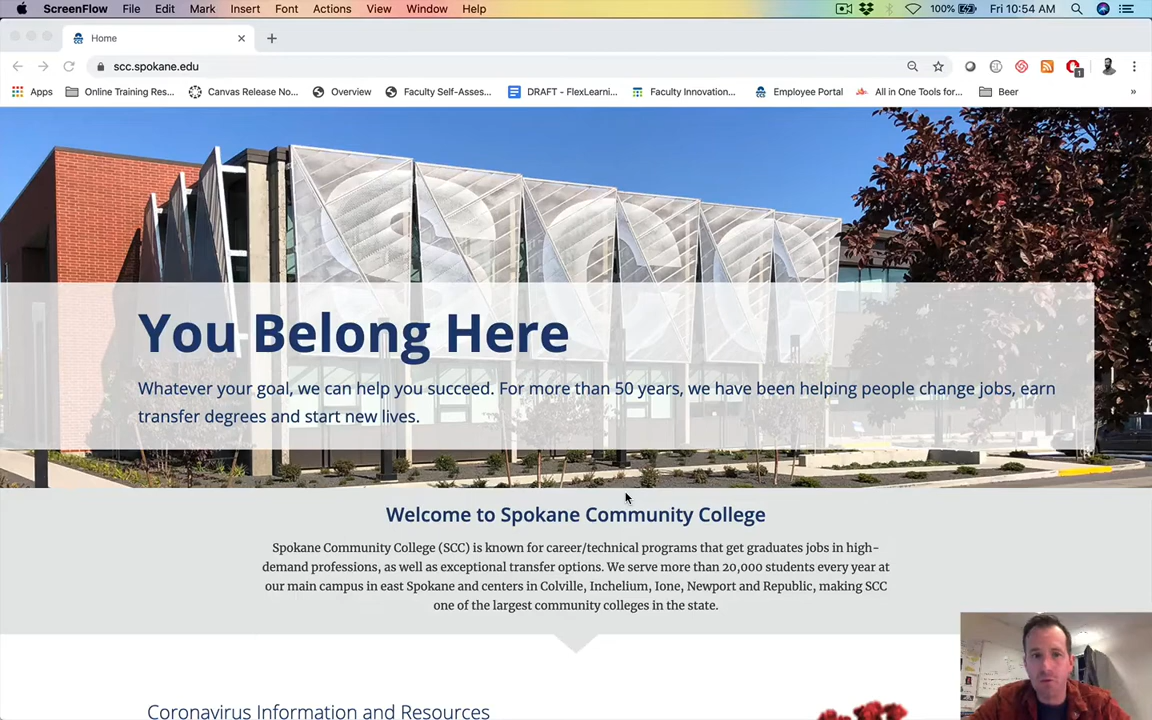 ScreenFlow File Edit Mark Insert Font Actions View Window Help 100% Fri 10:54 AM
Home
scc.spokane.edu
Apps Online Training Res... Canvas Release No... Overview Faculty Self-Asses... DRAFT - FlexLearni... Faculty Innovation... Employee Portal All in One Tools for... Beer »
1
SCC
You Belong Here
Whatever your goal, we can help you succeed. For more than 50 years, we have been helping people change jobs, earn
transfer degrees and start new lives.
Welcome to Spokane Community College
Spokane Community College (SCC) is known for career/technical programs that get graduates jobs in high-
demand professions, as well as exceptional transfer options. We serve more than 20,000 students every year at
our main campus in east Spokane and centers in Colville, Inchelium, Ione, Newport and Republic, making SCC
one of the largest community colleges in the state.
Coronavirus Information and Resources